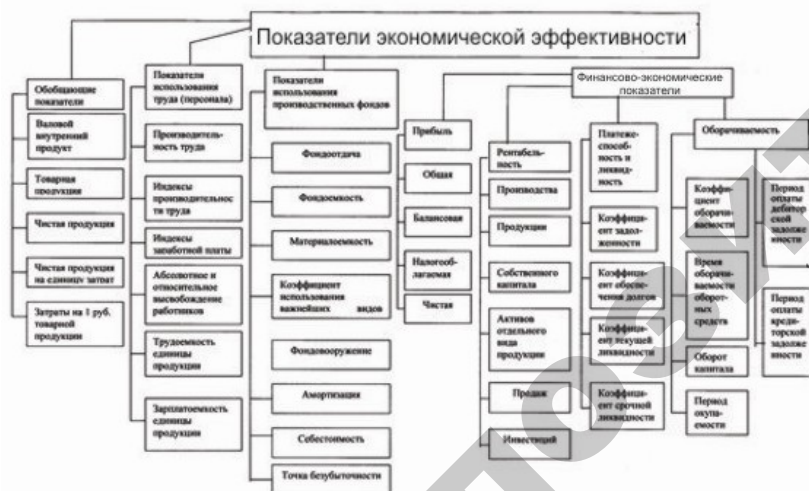 Показатели экономической эффективности
Обобщающие
показатели
Валовой
внутренний
продукт
Товарная
продукция
Чистая продукция
Чистая продукция
на единицу затрат
Затраты на 1 руб.
товарной
продукции
Показатели
использования
труда (персонала)
Производитель-
ность труда
Индексы
производительнос
ти труда
Индексы
заработной платы
Абсолютное и
относительное
высвобождение
работников
Трудоемкость
единицы
продукции
Зарплатоемкость
единицы
продукции
Показатели
использования
производственных фондов
Фондоотдача
Фондоемкость
Материалоемкость
Коэффициент
использования
важнейших видов
Фондовооружение
Амортизация
Себестоимость
Точка безубыточности
Финансово-экономические
показатели
Прибыль
Общая
Балансовая
Налогооб-
лагаемая
Чистая
Рентабель-
ность
Производства
Продукции
Собственного
капитала
Активов
отдельного
вида
продукции
Продаж
Инвестиций
Платеже-
способ-
ность и
ликвид-
ность
Коэффици-
ент задол-
женности
Коэффици-
ент обеспе-
чения долгов
Коэффици-
ент текущей
ликвидности
Коэффици-
ент срочной
ликвидности
Оборачиваемость
Коэффи-
циент
оборачи-
ваемости
Время
оборачи-
ваемости
оборот-
ных
средств
Оборот
капитала
Период
окупа-
емости
Период
оплаты
дебитор
ской
задолже
нности
Период
оплаты
креди-
торской
задолже
нности